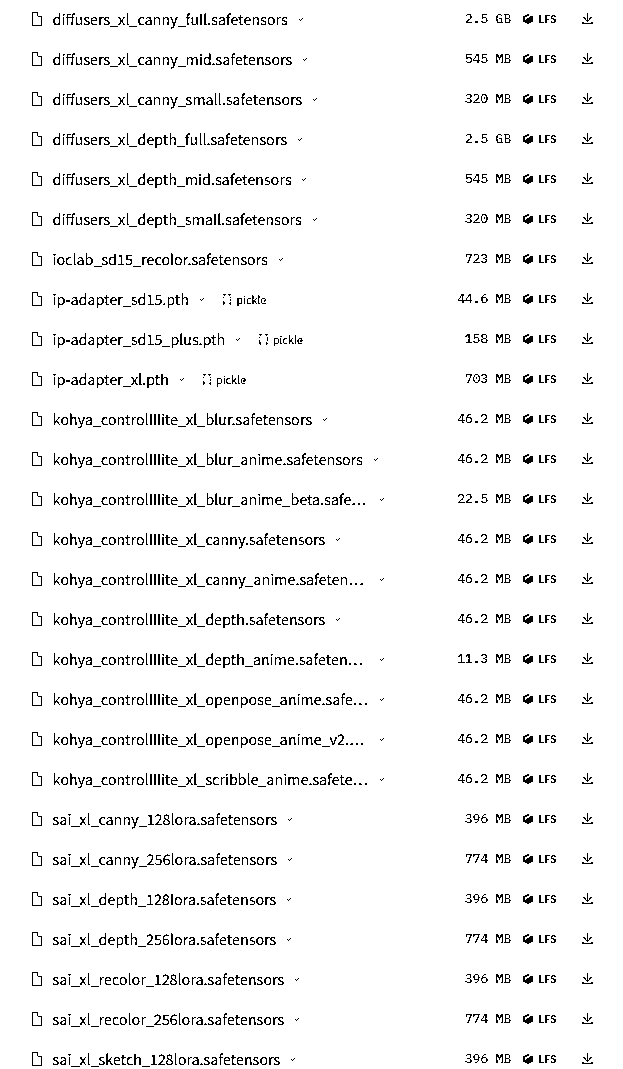 diffusers_xl_canny_full.safetensors 2.5 GB LFS
diffusers_xl_canny_mid.safetensors 545 MB LFS
diffusers_xl_canny_small.safetensors 320 MB LFS
diffusers_xl_depth_full.safetensors 2.5 GB LFS
diffusers_xl_depth_mid.safetensors 545 MB LFS
diffusers_xl_depth_small.safetensors 320 MB LFS
ioclab_sd15_recolor.safetensors 723 MB LFS
ip-adapter_sd15.pth pickle 44.6 MB LFS
ip-adapter_sd15_plus.pth pickle 158 MB LFS
ip-adapter_xl.pth pickle 703 MB LFS
kohya_controllllite_xl_blur.safetensors 46.2 MB LFS
kohya_controllllite_xl_blur_anime.safetensors 46.2 MB LFS
kohya_controllllite_xl_blur_anime_beta.safe... 22.5 MB LFS
kohya_controllllite_xl_canny.safetensors 46.2 MB LFS
kohya_controllllite_xl_canny_anime.safeten... 46.2 MB LFS
kohya_controllllite_xl_depth.safetensors 46.2 MB LFS
kohya_controllllite_xl_depth_anime.safeten... 11.3 MB LFS
kohya_controllllite_xl_openpose_anime.safe... 46.2 MB LFS
kohya_controllllite_xl_openpose_anime_v2.... 46.2 MB LFS
kohya_controllllite_xl_scribble_anime.safete... 46.2 MB LFS
sai_xl_canny_128lora.safetensors 396 MB LFS
sai_xl_canny_256lora.safetensors 774 MB LFS
sai_xl_depth_128lora.safetensors 396 MB LFS
sai_xl_depth_256lora.safetensors 774 MB LFS
sai_xl_recolor_128lora.safetensors 396 MB LFS
sai_xl_recolor_256lora.safetensors 774 MB LFS
sai_xl_sketch_128lora.safetensors 396 MB LFS